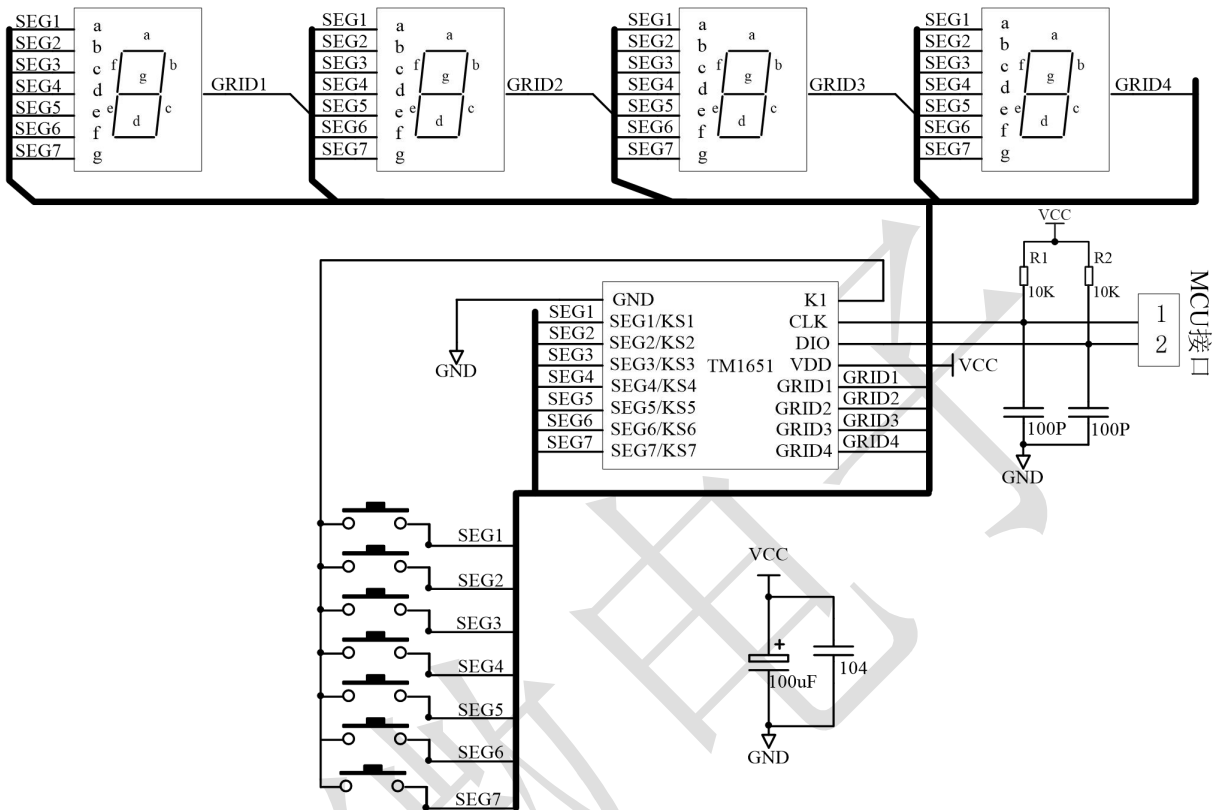 SEG1
SEG2
SEG3
SEG4
SEG5
SEG6
SEG7
a
b
c
d
e
f
g
a
f
b
g
e
c
d
GRID1
SEG1
SEG2
SEG3
SEG4
SEG5
SEG6
SEG7
a
b
c
d
e
f
g
a
f
b
g
e
c
d
GRID2
SEG1
SEG2
SEG3
SEG4
SEG5
SEG6
SEG7
a
b
c
d
e
f
g
a
f
b
g
e
c
d
GRID3
SEG1
SEG2
SEG3
SEG4
SEG5
SEG6
SEG7
a
b
c
d
e
f
g
a
f
b
g
e
c
d
GRID4
GND
SEG1
SEG2
SEG3
SEG4
SEG5
SEG6
SEG7
GND
SEG1/KS1
SEG2/KS2
SEG3/KS3
SEG4/KS4
SEG5/KS5
SEG6/KS6
SEG7/KS7
TM1651
K1
CLK
DIO
VDD
GRID1
GRID2
GRID3
GRID4
GRID1
GRID2
GRID3
GRID4
VCC
VCC
R1
10K
R2
10K
1
2
MCU接口
100P
100P
GND
SEG1
SEG2
SEG3
SEG4
SEG5
SEG6
SEG7
VCC
+
100uF
104
GND